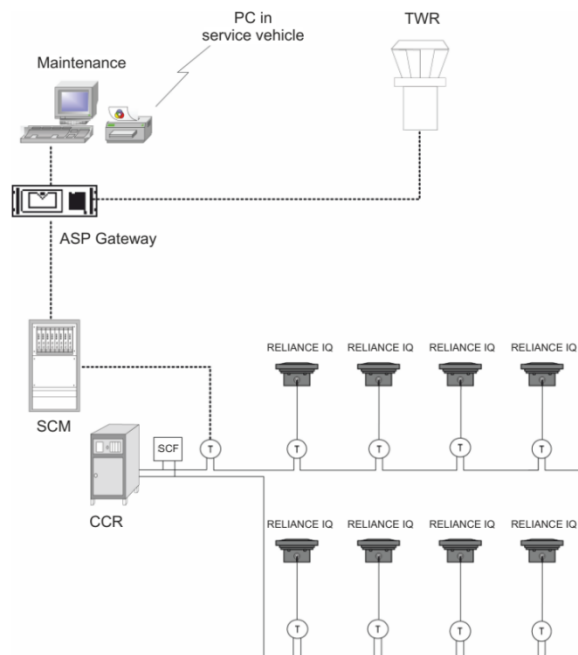 PC in
service vehicle
TWR
Maintenance
ASP Gateway
RELIANCE IQ RELIANCE IQ RELIANCE IQ RELIANCE IQ
SCM
SCF
T T T T T
CCR
RELIANCE IQ RELIANCE IQ RELIANCE IQ RELIANCE IQ
T T T T